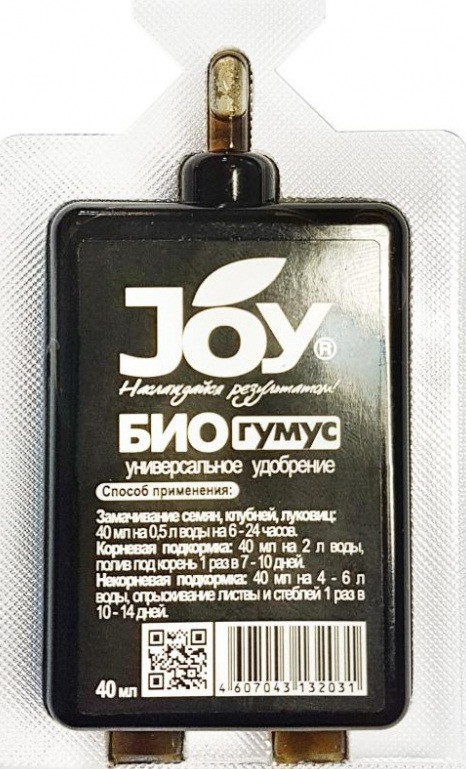 JOY®
Наслаждайся результатом!
БИО гумус
универсальное удобрение
Способ применения:
Замачивание семян, клубней, луковиц:
40 мл на 0,5 л воды на 6-24 часов.
Корневая подкормка: 40 мл на 2 л воды,
полив под корень 1 раз в 7 - 10 дней.
Некорневая подкормка: 40 мл на 4 - 6 л
воды, опрыскивание листвы и стеблей 1 раз в
10 - 14 дней.
40 мл
4 607043 132031